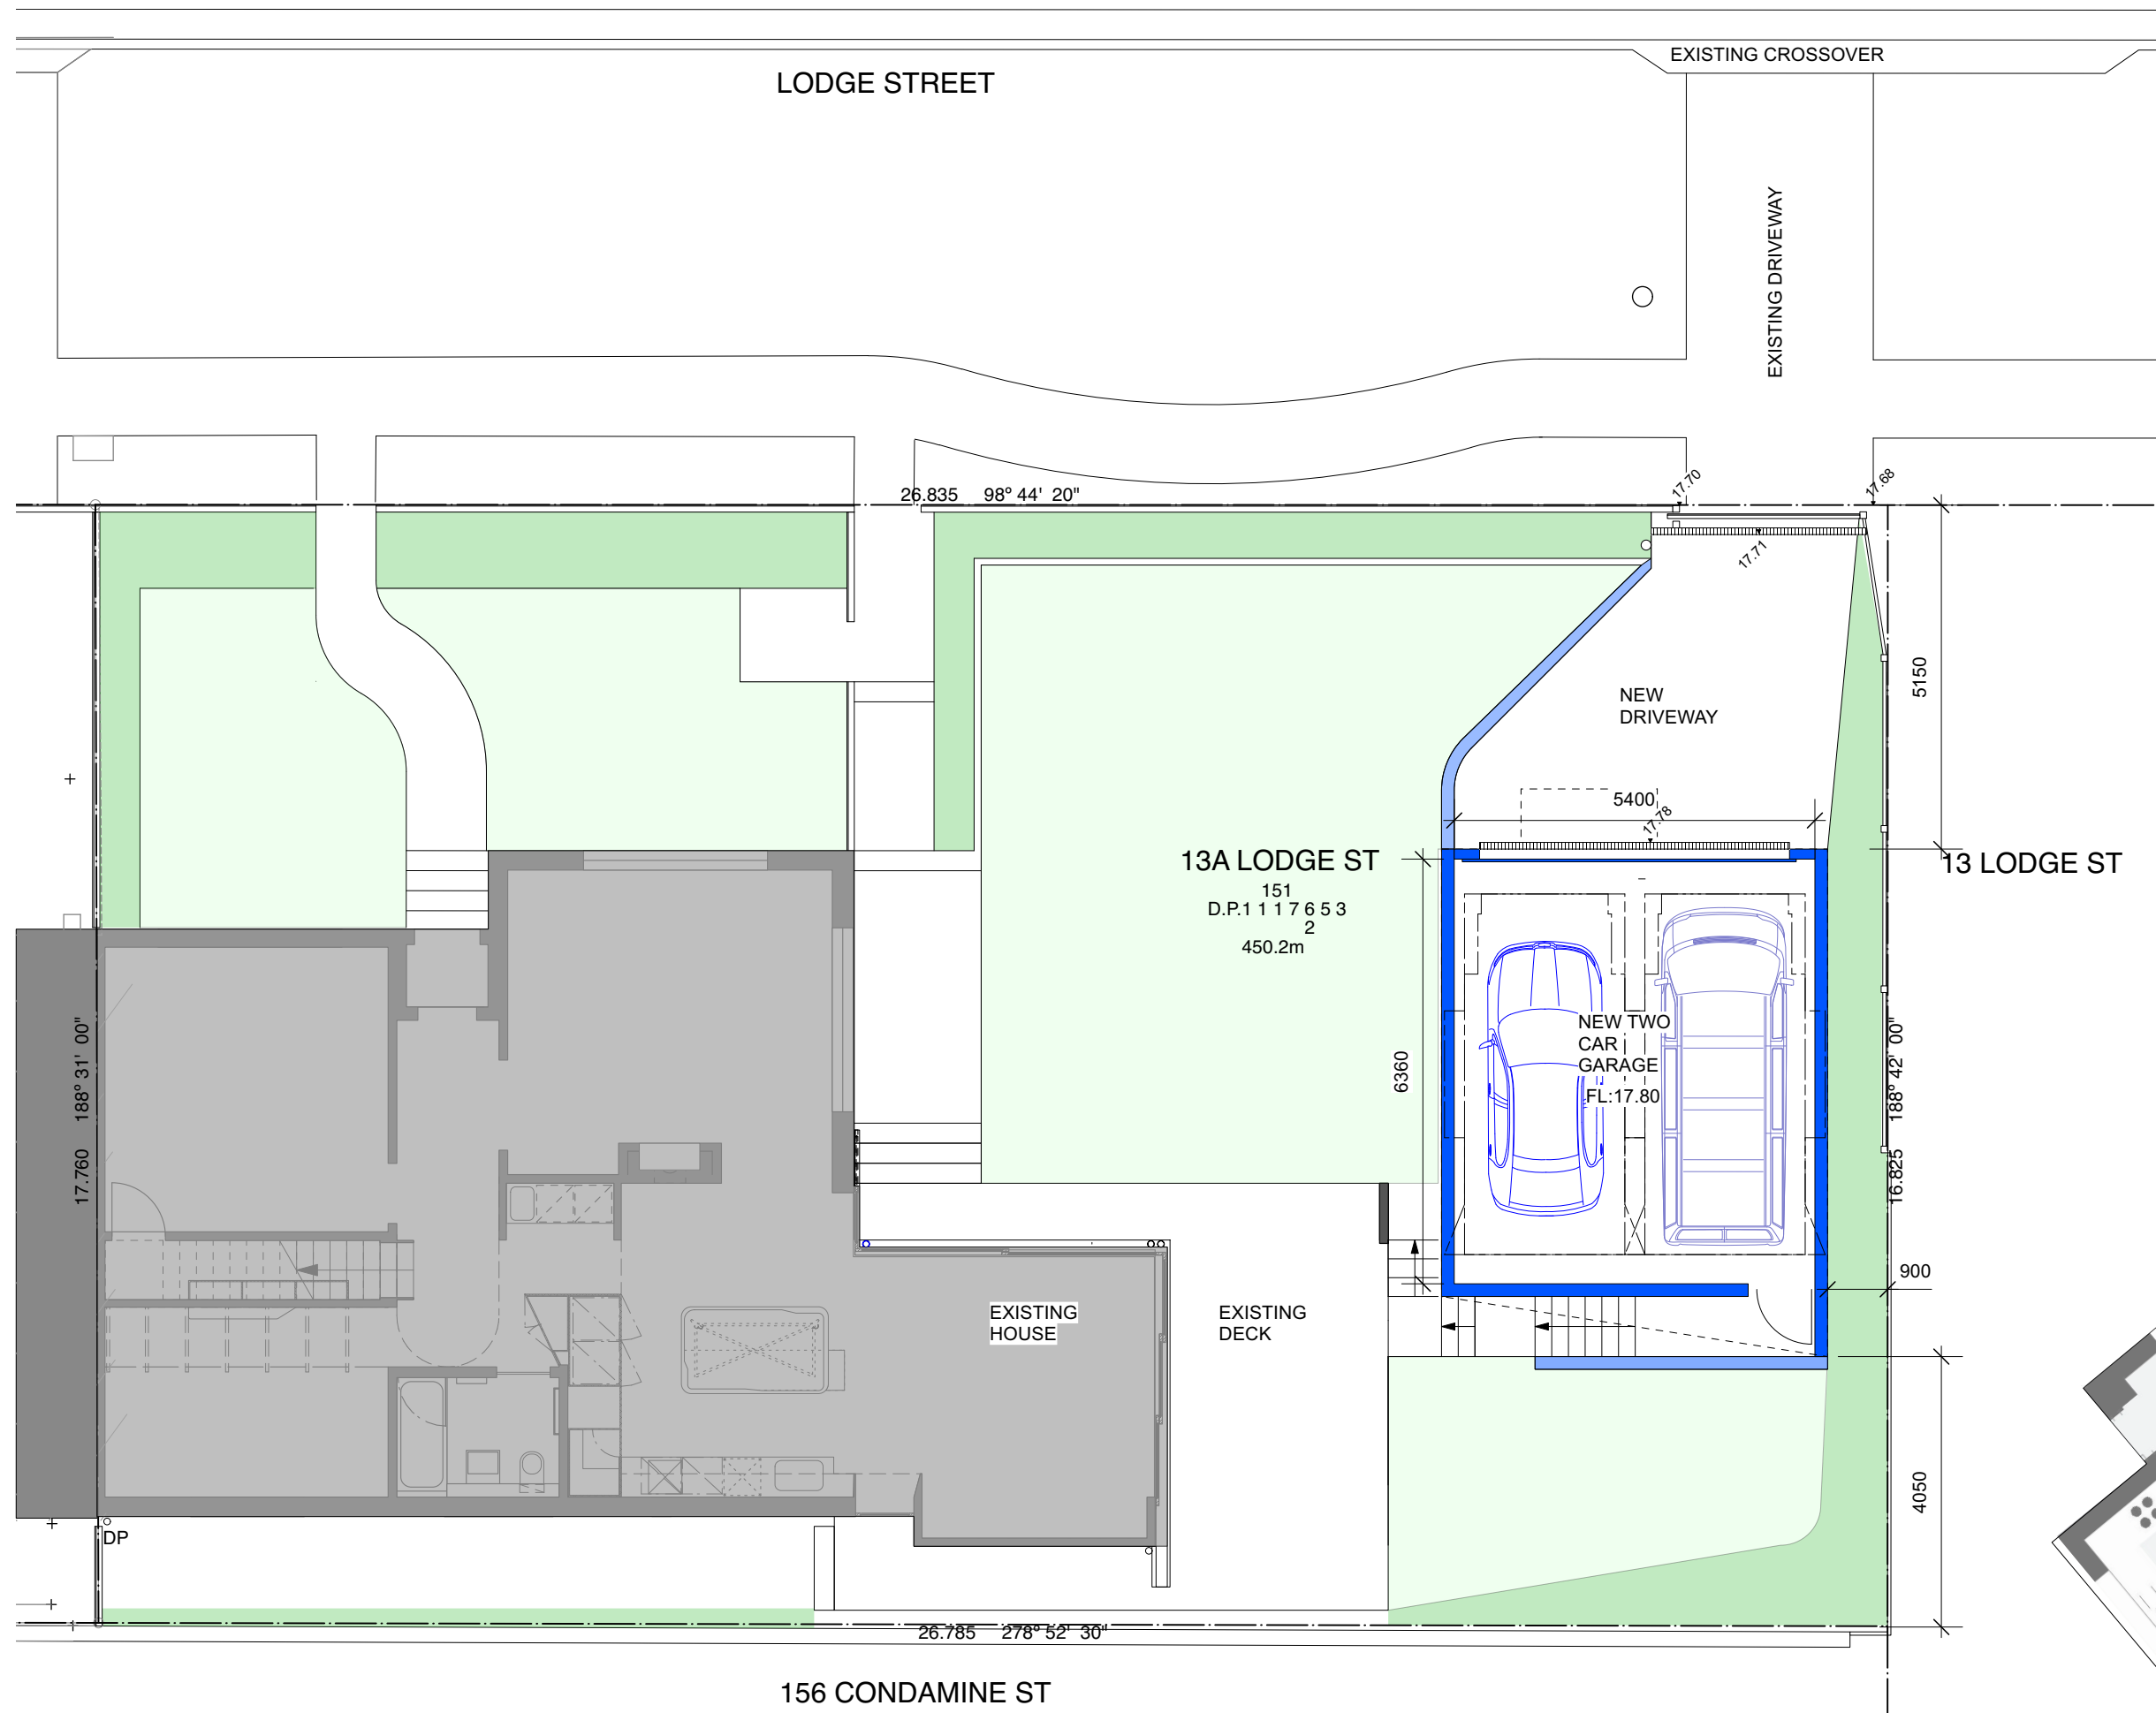 EXISTING CROSSOVER
LODGE STREET
EXISTING DRIVEWAY
26.835 98° 44' 20"
17.70
17.68
17.71
NEW
DRIVEWAY
5150
5400
17.78
13A LODGE ST
151
D.P.1 1 1 7 6 5 3
2
450.2m
13 LODGE ST
17.760 188° 31' 00"
6360
NEW TWO
CAR
GARAGE
FL:17.80
16.825 188° 42' 00"
900
EXISTING
HOUSE
EXISTING
DECK
4050
DP
26.785 278° 52' 30"
156 CONDAMINE ST